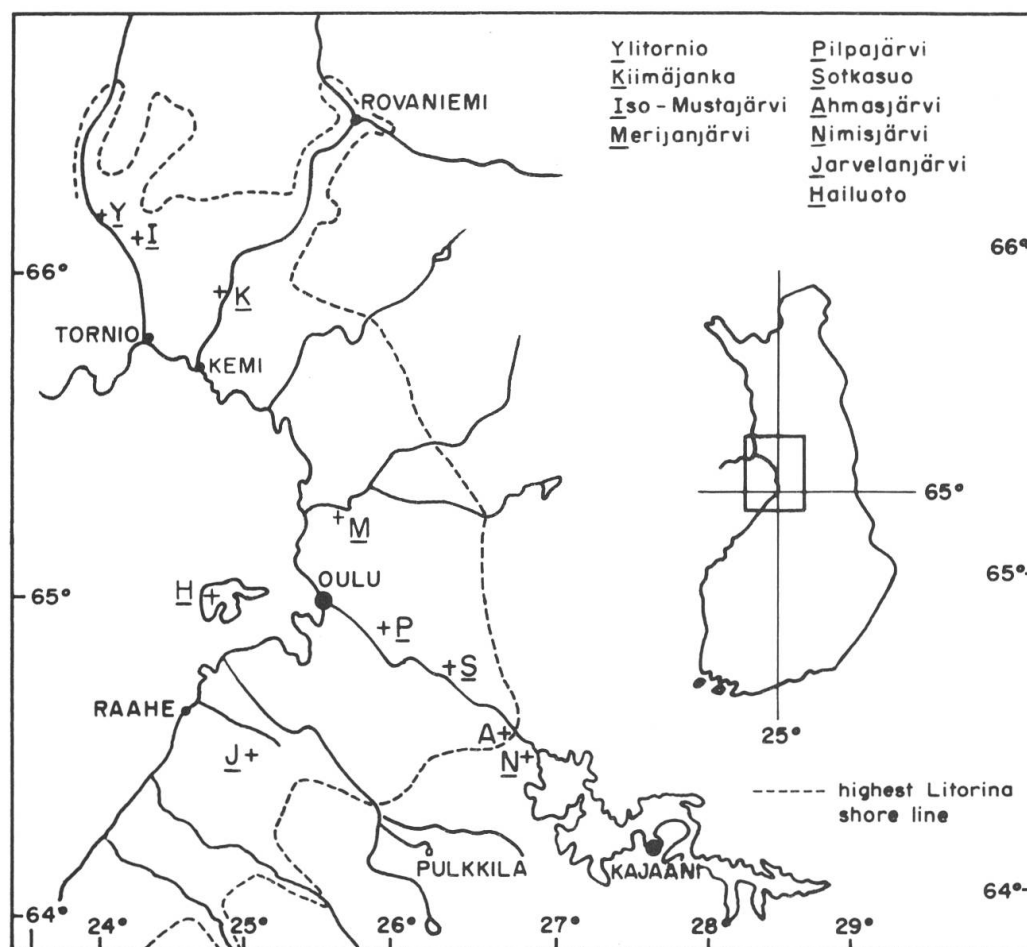 Ylitornio
Kiimäjanka
Iso-Mustajärvi
Merijanjärvi
Pilpajärvi
Sotkasuo
Ahmasjärvi
Nimisjärvi
Jarvelanjärvi
Hailuoto
ROVANIEMI
+Y
+I
66°
66°
+K
TORNIO
KEMI
+M
65°
OULU
H+
65°
65°
+P
+S
RAAHE
A+
N+
J+
25°
highest Litorina
shore line
PULKKILA
KAJAANI
64°
64°
24°
25°
26°
27°
28°
29°